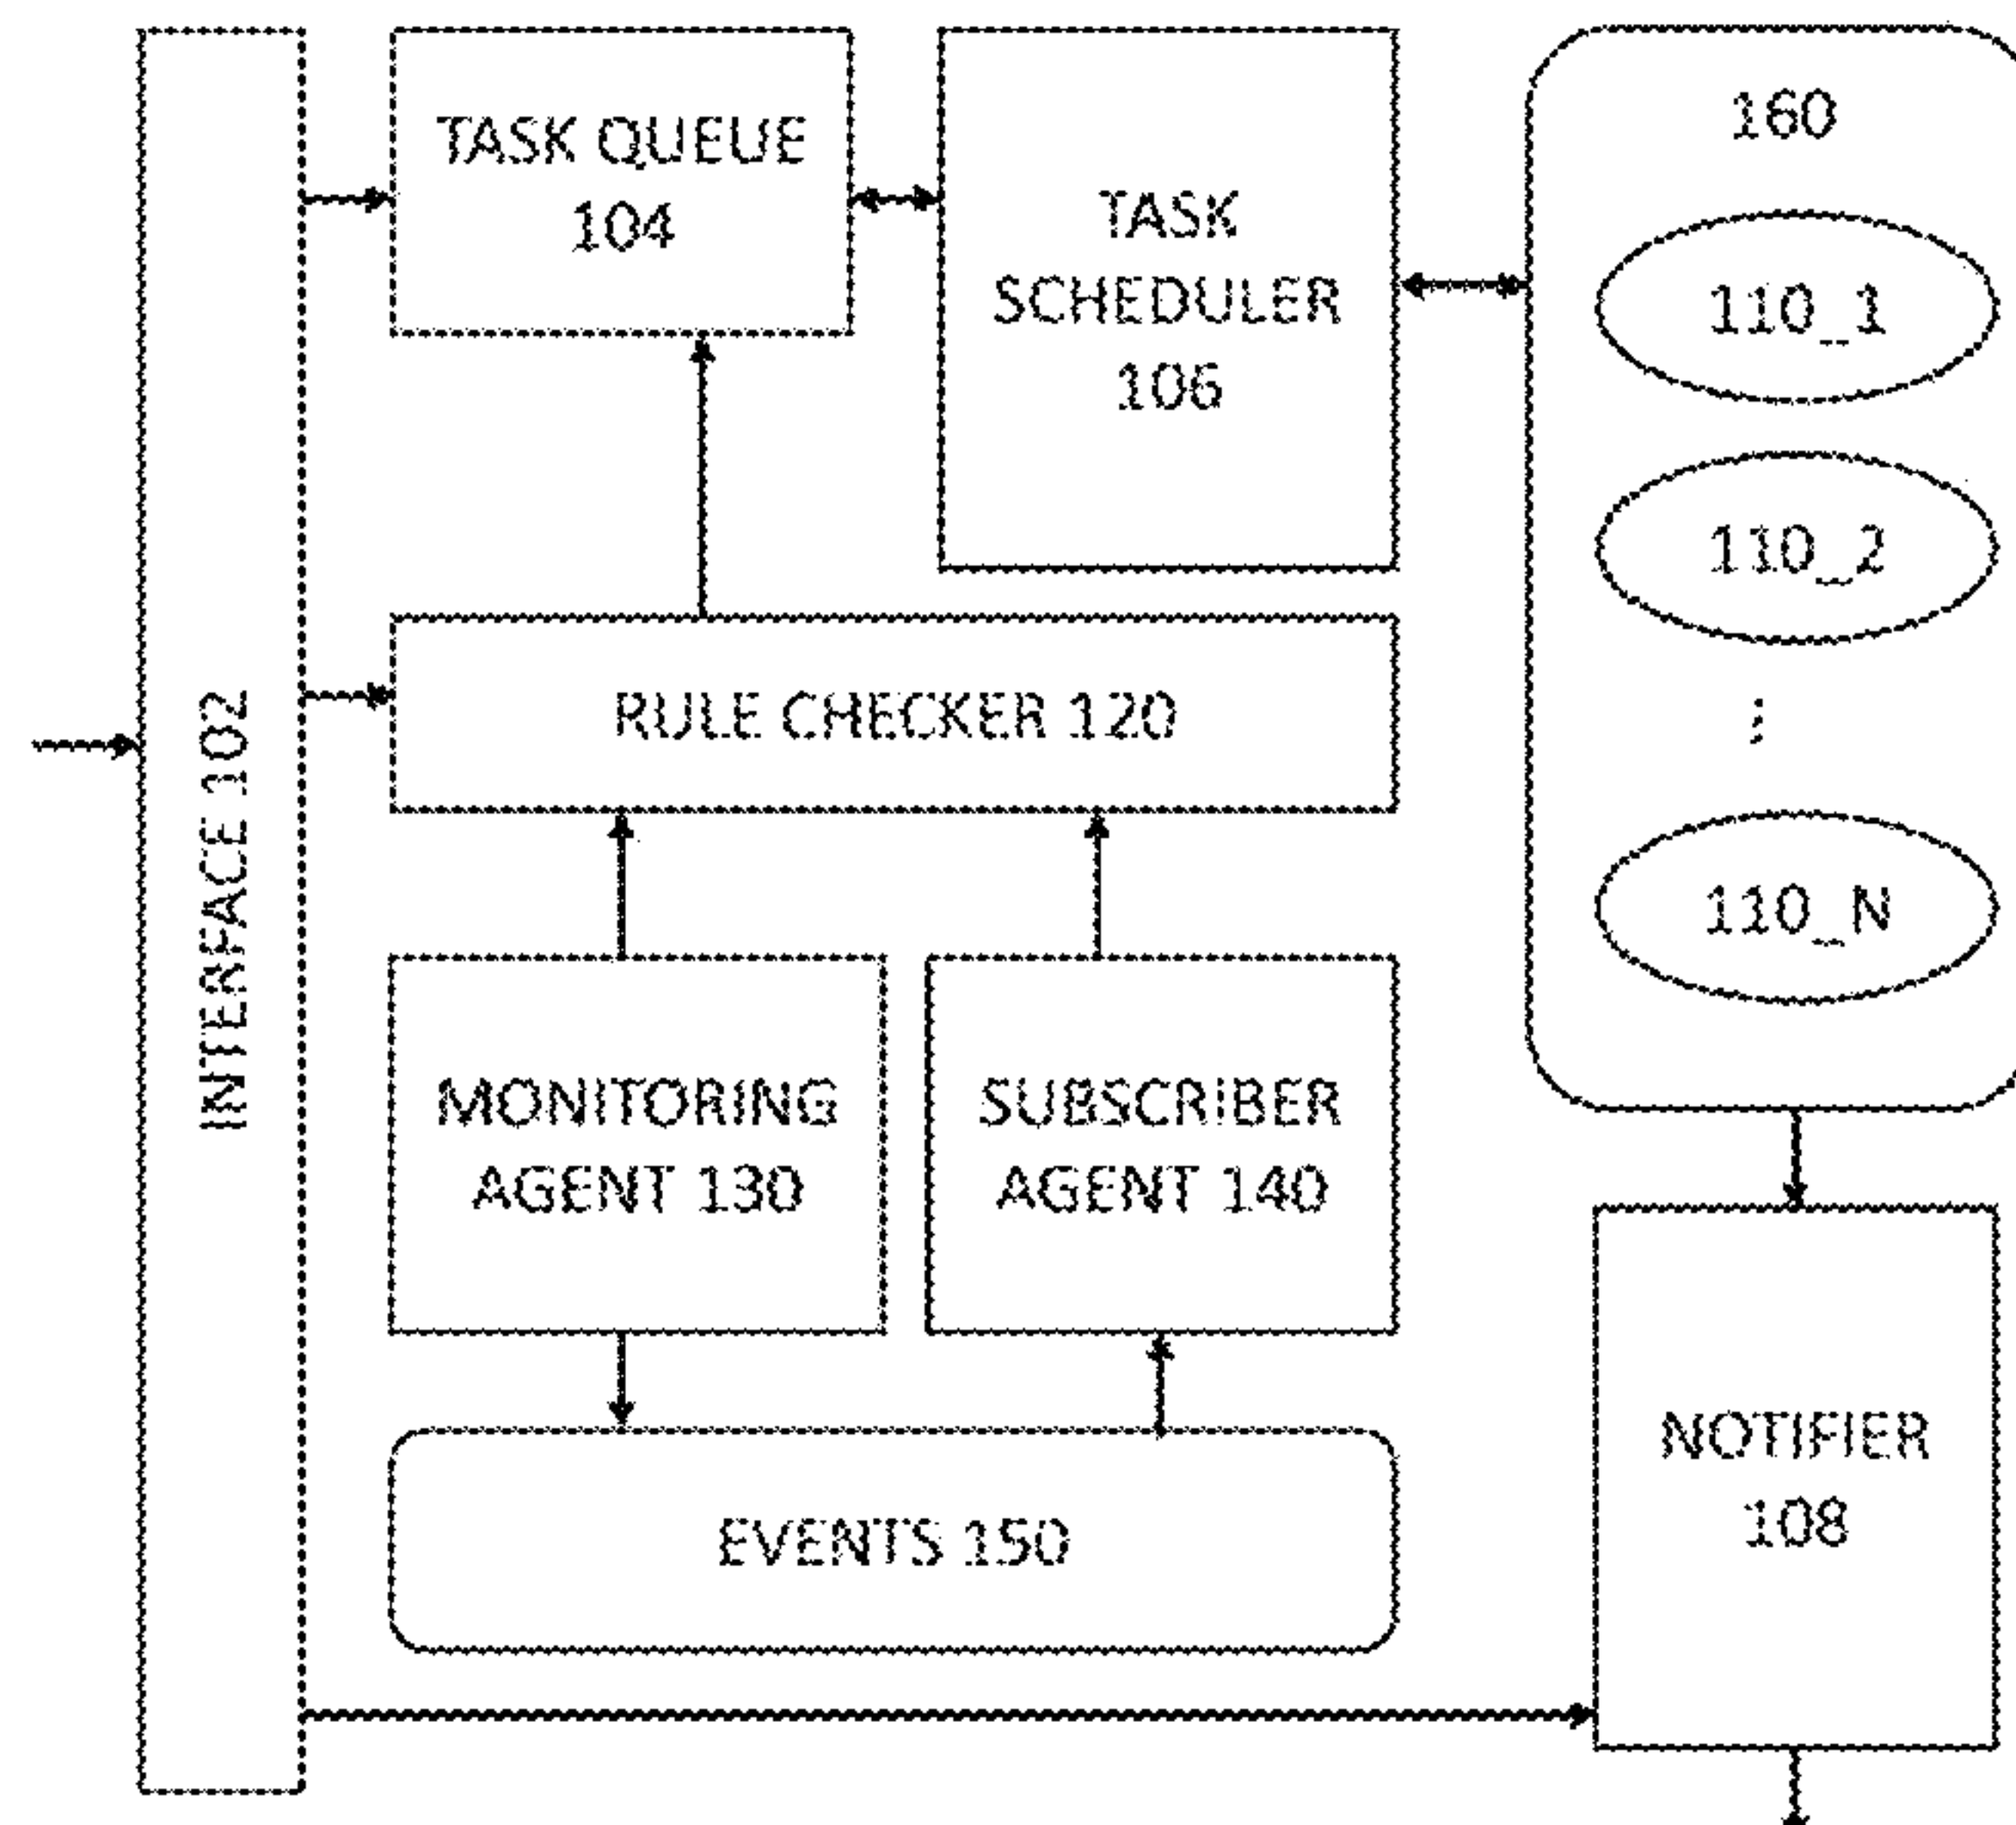 INTERFACE 102
TASK QUEUE
104
TASK
SCHEDULER
106
160
110_1
110_2
⋮
110_N
RULE CHECKER 120
MONITORING
AGENT 130
SUBSCRIBER
AGENT 140
EVENTS 150
NOTIFIER
108